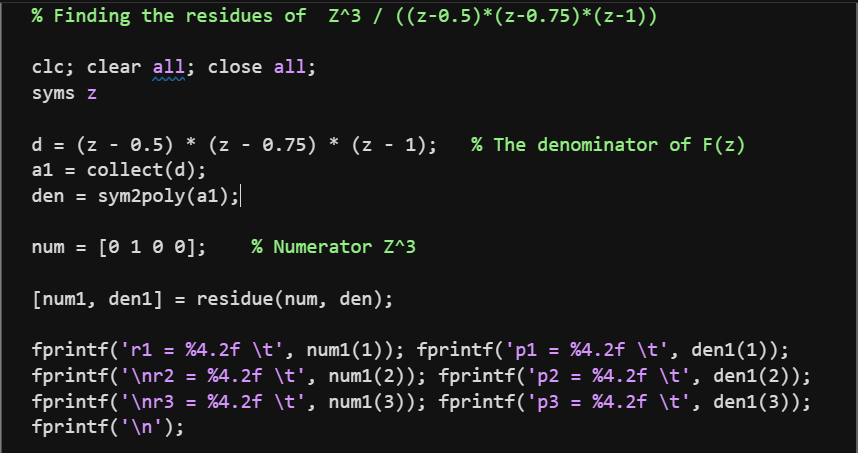 % Finding the residues of  Z^3 / ((z-0.5)*(z-0.75)*(z-1))
clc; clear all; close all;
syms z
d = (z - 0.5) * (z - 0.75) * (z - 1);   % The denominator of F(z)
a1 = collect(d);
den = sym2poly(a1);
num = [0 1 0 0];    % Numerator Z^3
[num1, den1] = residue(num, den);
fprintf('r1 = %4.2f \t', num1(1)); fprintf('p1 = %4.2f \t', den1(1));
fprintf('\nr2 = %4.2f \t', num1(2)); fprintf('p2 = %4.2f \t', den1(2));
fprintf('\nr3 = %4.2f \t', num1(3)); fprintf('p3 = %4.2f \t', den1(3));
fprintf('\n');